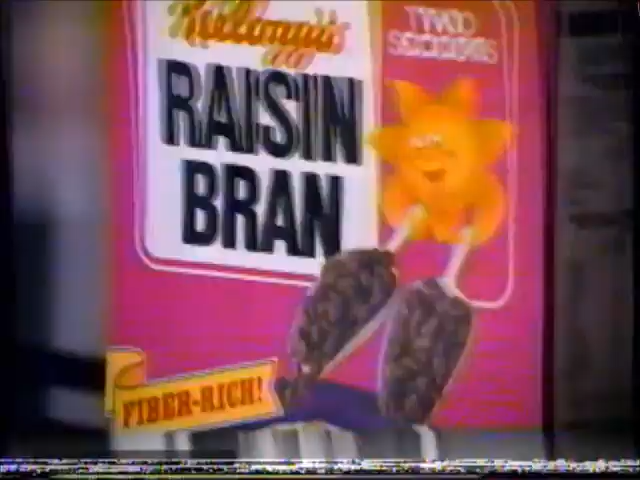 Kellogg's
TWO
SCOOPS
RAISIN
BRAN
FIBER-RICH!